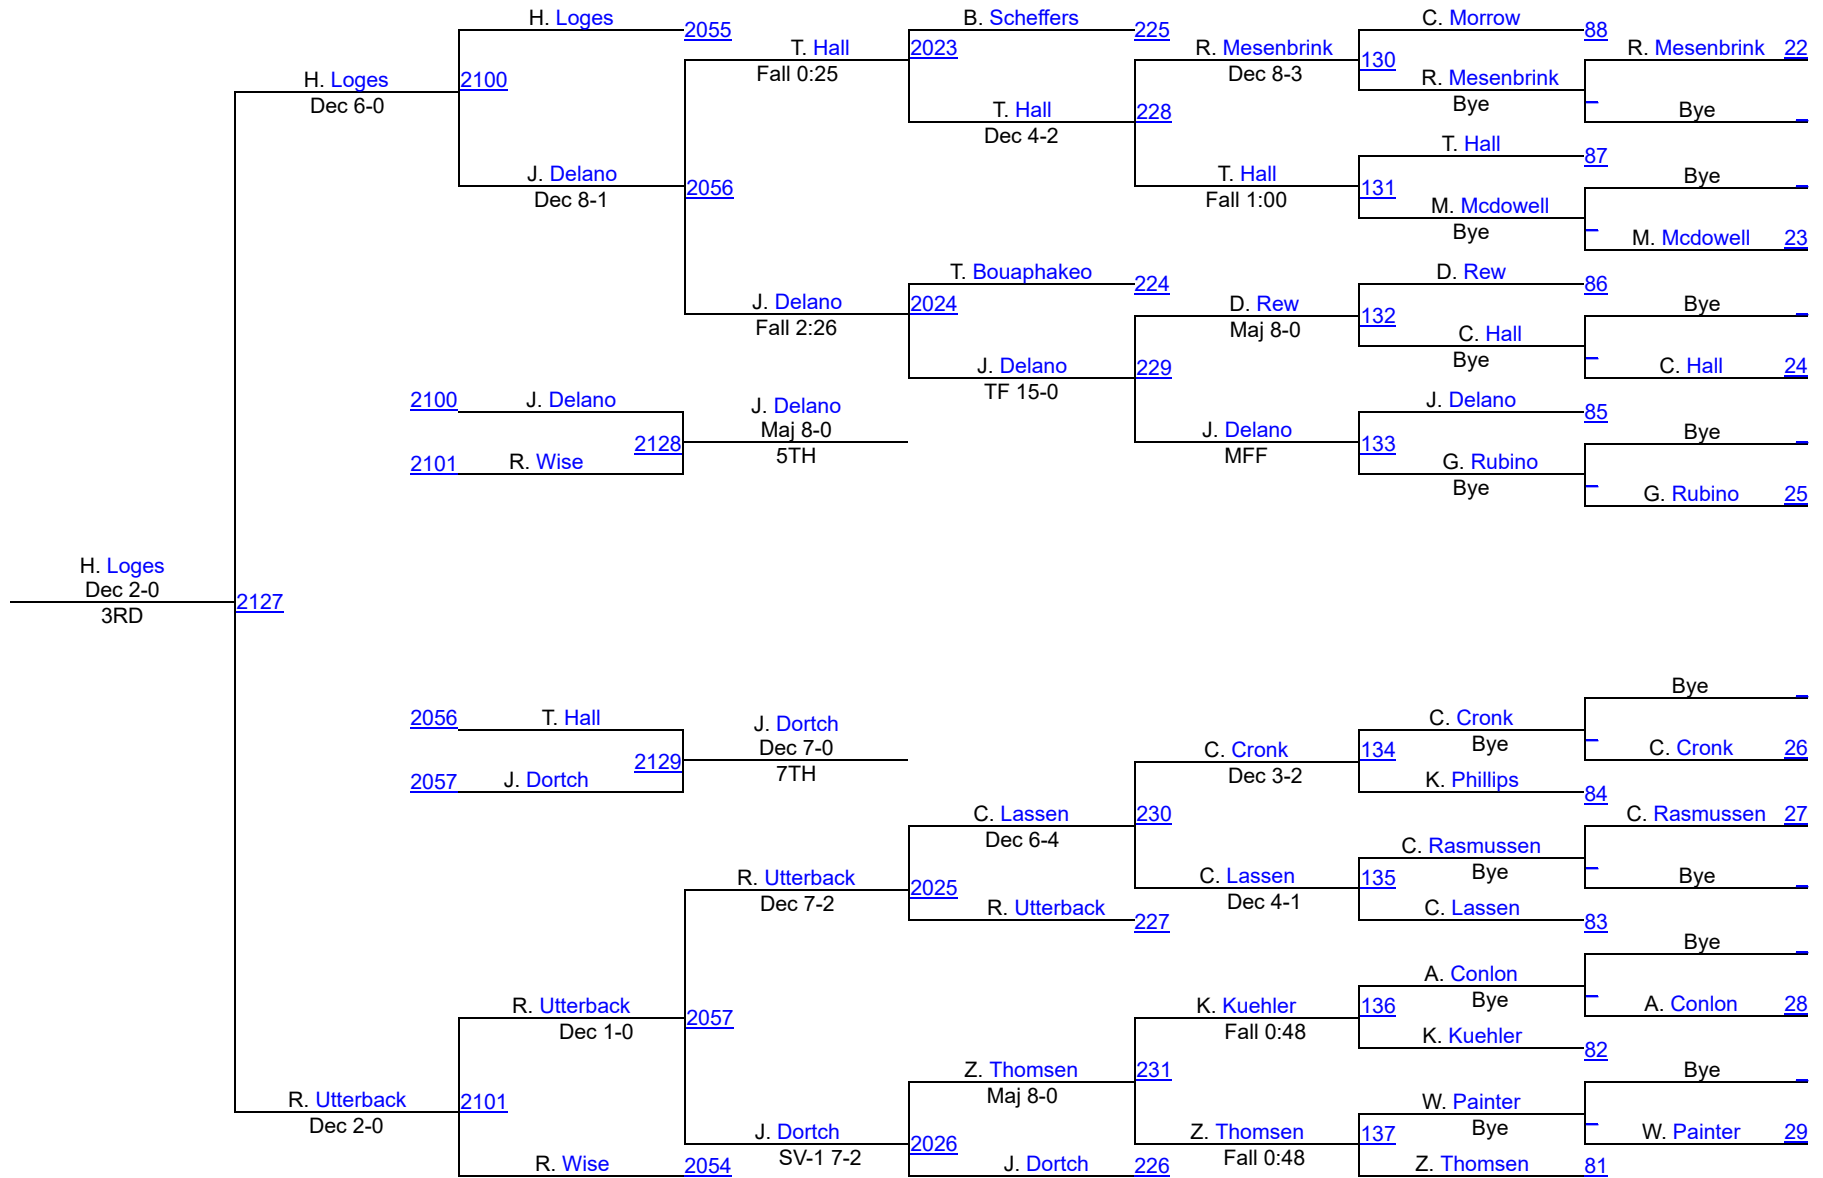 H. Loges
2055
B. Scheffers
225
C. Morrow
88
R. Mesenbrink 22
T. Hall
Fall 0:25
2023
R. Mesenbrink
Dec 8-3
130
R. Mesenbrink
Bye
Bye
H. Loges
Dec 6-0
2100
T. Hall
Dec 4-2
228
T. Hall
87
J. Delano
Dec 8-1
2056
T. Hall
Fall 1:00
131
Bye
M. Mcdowell
Bye
M. Mcdowell 23
T. Bouaphakeo
224
D. Rew
86
J. Delano
Fall 2:26
2024
D. Rew
Maj 8-0
132
Bye
C. Hall
Bye
C. Hall 24
J. Delano
TF 15-0
229
2100 J. Delano
J. Delano
Maj 8-0
5TH
2128
2101 R. Wise
J. Delano
85
J. Delano
MFF
133
Bye
G. Rubino
Bye
G. Rubino 25
H. Loges
Dec 2-0
3RD
2127
Bye
2056 T. Hall
J. Dortch
Dec 7-0
7TH
2129
2057 J. Dortch
C. Cronk
Bye
C. Cronk
Dec 3-2
134
C. Cronk 26
K. Phillips
84
C. Lassen
Dec 6-4
230
C. Rasmussen 27
C. Rasmussen
Bye
R. Utterback
Dec 7-2
2025
C. Lassen
Dec 4-1
135
Bye
R. Utterback
227
C. Lassen
83
Bye
A. Conlon
Bye
R. Utterback
Dec 1-0
2057
K. Kuehler
Fall 0:48
136
A. Conlon 28
K. Kuehler
82
Z. Thomsen
Maj 8-0
231
Bye
R. Utterback
Dec 2-0
2101
W. Painter
Bye
J. Dortch
SV-1 7-2
2026
Z. Thomsen
Fall 0:48
137
W. Painter 29
R. Wise
2054
J. Dortch
226
Z. Thomsen
81